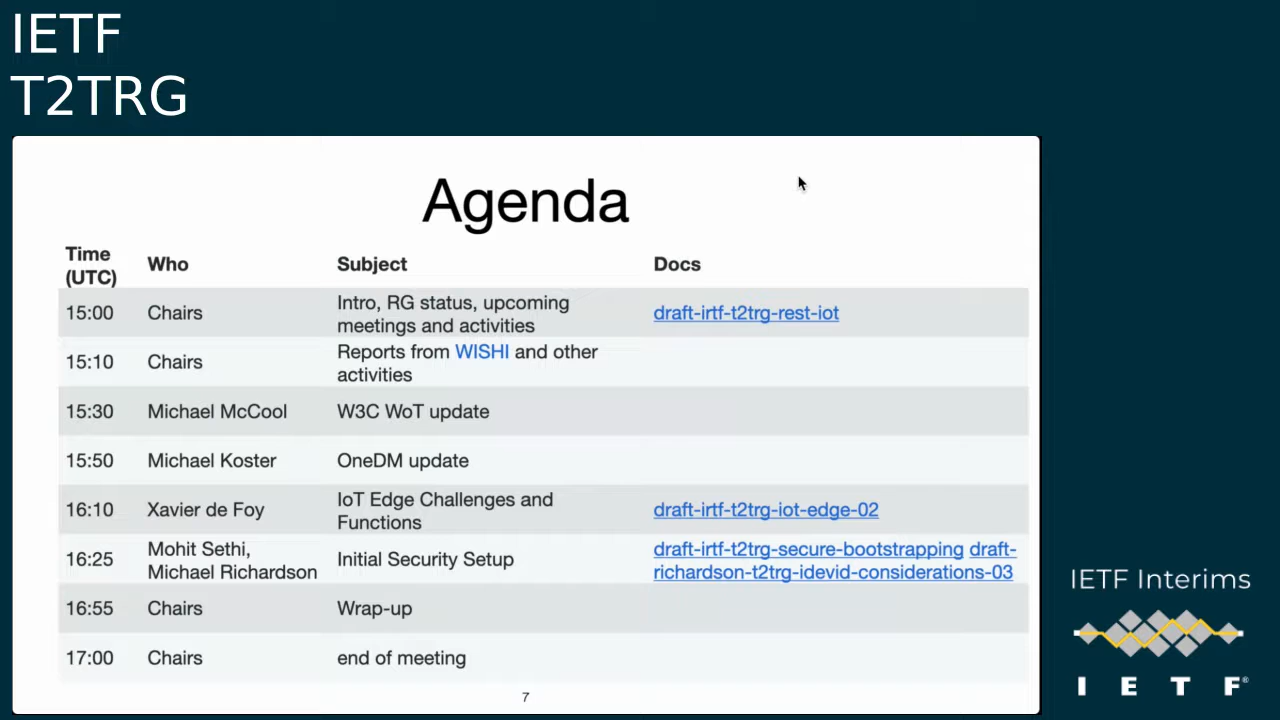 IETF
T2TRG
Agenda
Time (UTC) Who Subject Docs
15:00 Chairs Intro, RG status, upcoming meetings and activities draft-irtf-t2trg-rest-iot
15:10 Chairs Reports from WISHI and other activities
15:30 Michael McCool W3C WoT update
15:50 Michael Koster OneDM update
16:10 Xavier de Foy IoT Edge Challenges and Functions draft-irtf-t2trg-iot-edge-02
16:25 Mohit Sethi, Michael Richardson Initial Security Setup draft-irtf-t2trg-secure-bootstrapping draft-richardson-t2trg-idevid-considerations-03
16:55 Chairs Wrap-up
17:00 Chairs end of meeting
7
IETF Interims
I E T F®